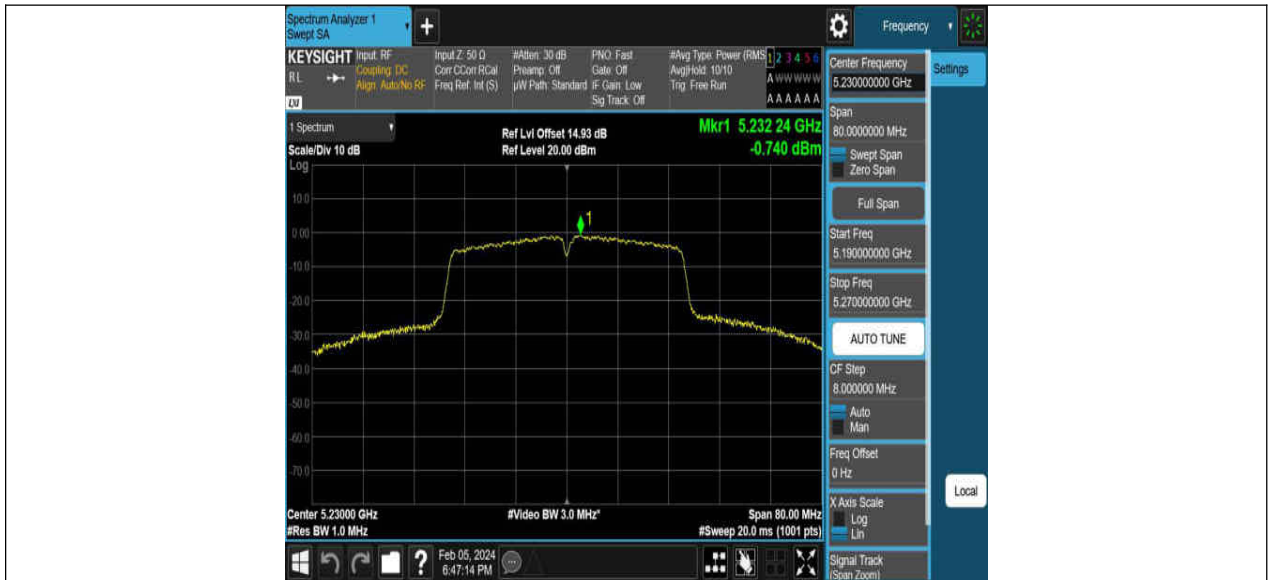 Spectrum Analyzer 1
Swept SA
+
Frequency
KEYSIGHT
RL
LXI
Input: RF
Coupling: DC
Align: Auto/No RF
Input Z: 50 Ω
Corr CCorr RCal
Freq Ref: Int (S)
#Atten: 30 dB
Preamp: Off
µW Path: Standard
PNO: Fast
Gate: Off
IF Gain: Low
Sig Track: Off
#Avg Type: Power (RMS
Avg|Hold: 10/10
Trig: Free Run
1 2 3 4 5 6
A W W W W W
A A A A A A
1 Spectrum
Scale/Div 10 dB
Log
Ref Lvl Offset 14.93 dB
Ref Level 20.00 dBm
Mkr1 5.232 24 GHz
-0.740 dBm
10.0
0.00
-10.0
-20.0
-30.0
-40.0
-50.0
-60.0
-70.0
1
Center 5.23000 GHz
#Res BW 1.0 MHz
#Video BW 3.0 MHz*
Span 80.00 MHz
#Sweep 20.0 ms (1001 pts)
?
Feb 05, 2024
6:47:14 PM
Center Frequency
5.230000000 GHz
Settings
Span
80.0000000 MHz
Swept Span
Zero Span
Full Span
Start Freq
5.190000000 GHz
Stop Freq
5.270000000 GHz
AUTO TUNE
CF Step
8.000000 MHz
Auto
Man
Freq Offset
0 Hz
Local
X Axis Scale
Log
Lin
Signal Track
(Span Zoom)